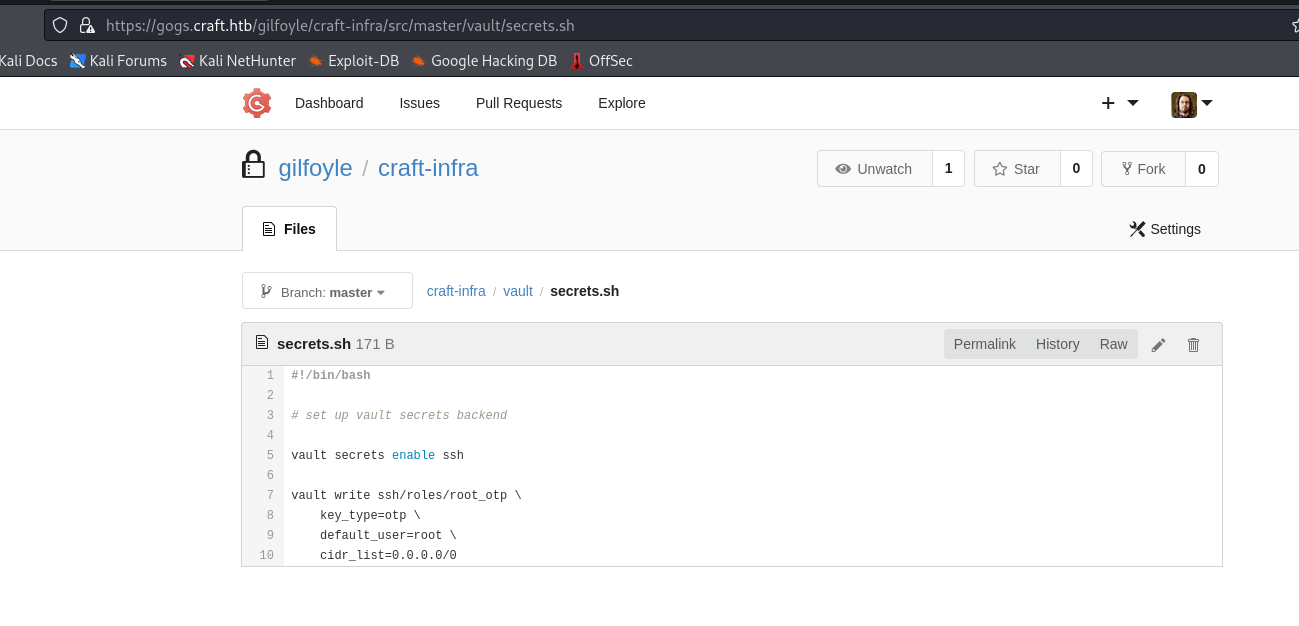 https://gogs.craft.htb/gilfoyle/craft-infra/src/master/vault/secrets.sh
Kali Docs Kali Forums Kali NetHunter Exploit-DB Google Hacking DB OffSec
Dashboard Issues Pull Requests Explore +
gilfoyle / craft-infra Unwatch 1 Star 0 Fork 0
Files Settings
Branch: master craft-infra / vault / secrets.sh
secrets.sh 171 B Permalink History Raw
1 #!/bin/bash
2
3 # set up vault secrets backend
4
5 vault secrets enable ssh
6
7 vault write ssh/roles/root_otp \
8 key_type=otp \
9 default_user=root \
10 cidr_list=0.0.0.0/0